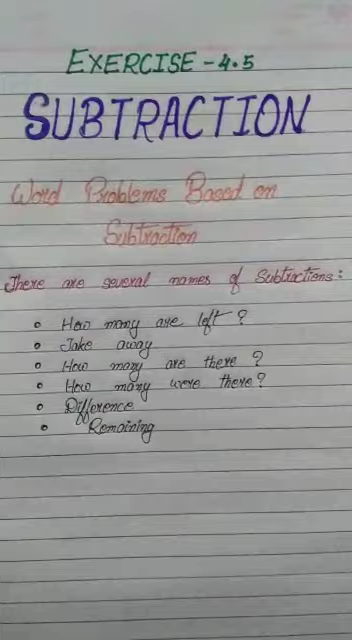 EXERCISE - 4.5
SUBTRACTION
Word Problems Based on
Subtraction
There are several names of Subtractions:
• How many are left?
• Take away
• How many are there?
• How many were there?
• Difference
• Remaining